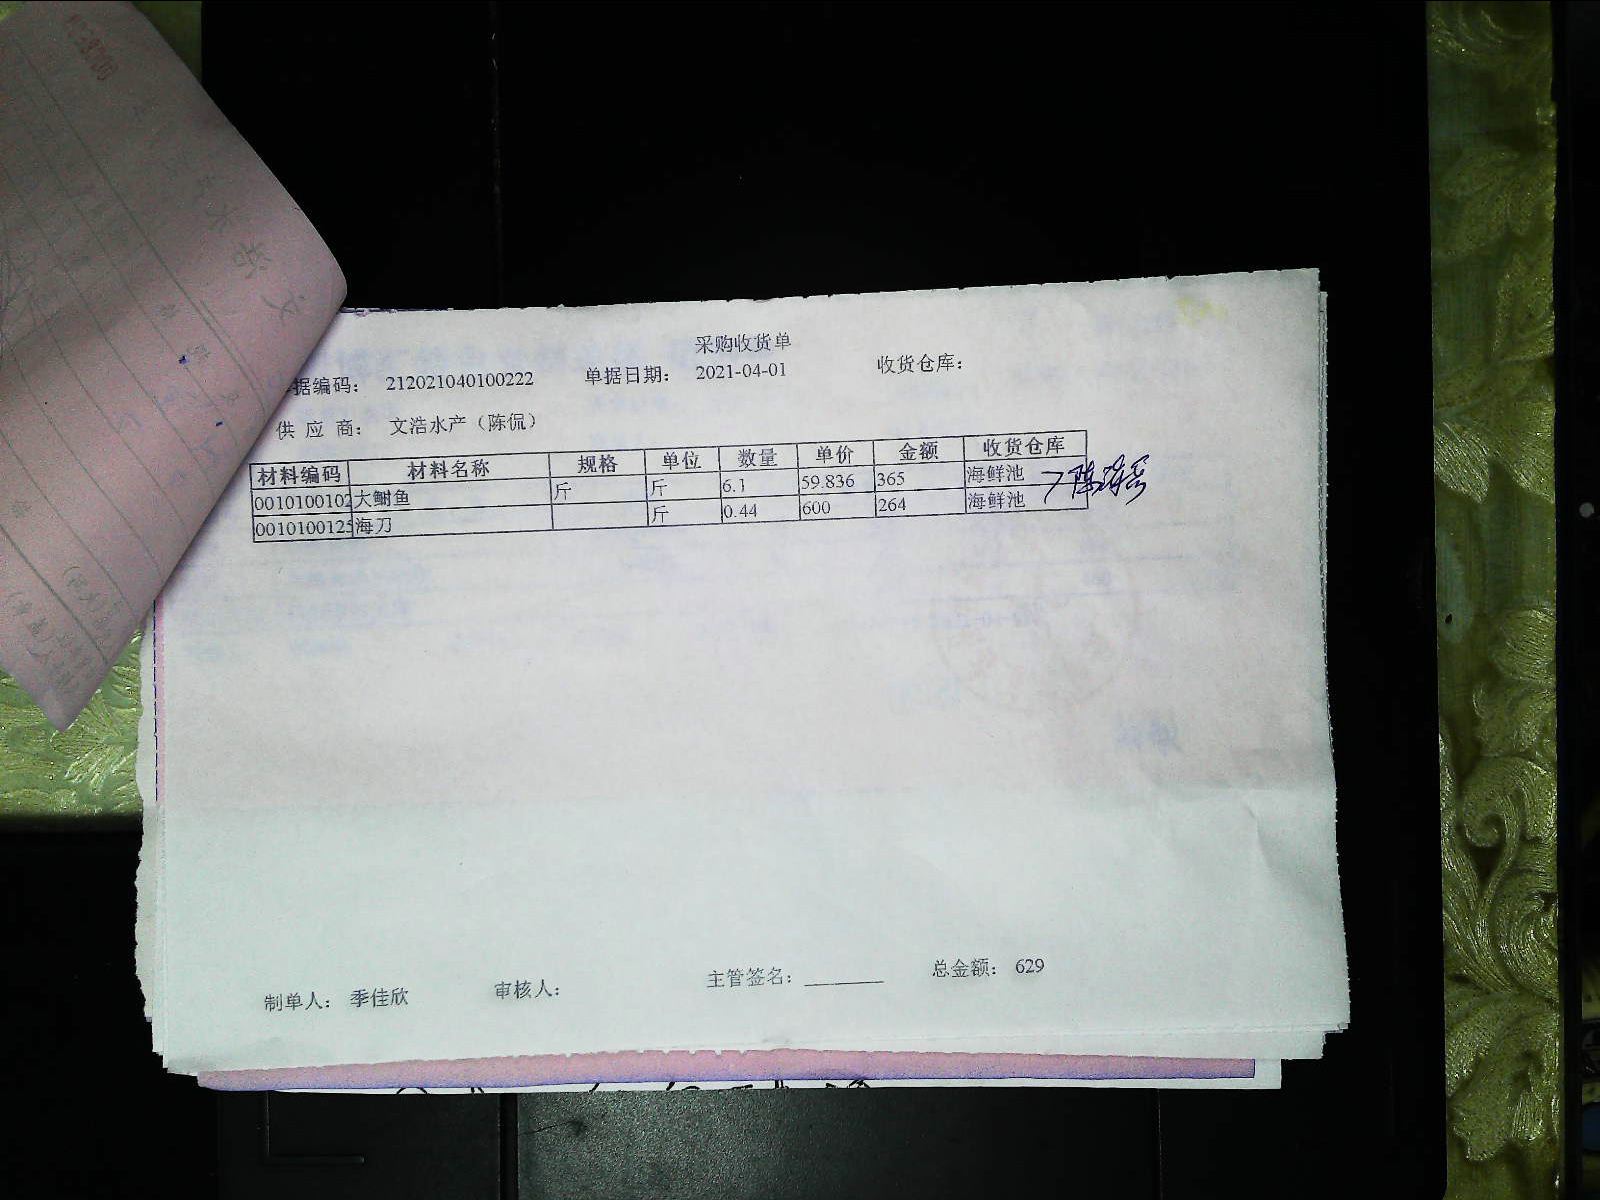 采购收货单
据编码： 212021040100222 单据日期： 2021-04-01 收货仓库：
供 应 商： 文浩水产（陈侃）
材料编码 材料名称 规格 单位 数量 单价 金额 收货仓库
0010100102 大鮒鱼 斤 斤 6.1 59.836 365 海鲜池
0010100125 海刀 斤 0.44 600 264 海鲜池
制单人： 季佳欣 审核人： 主管签名： 总金额： 629